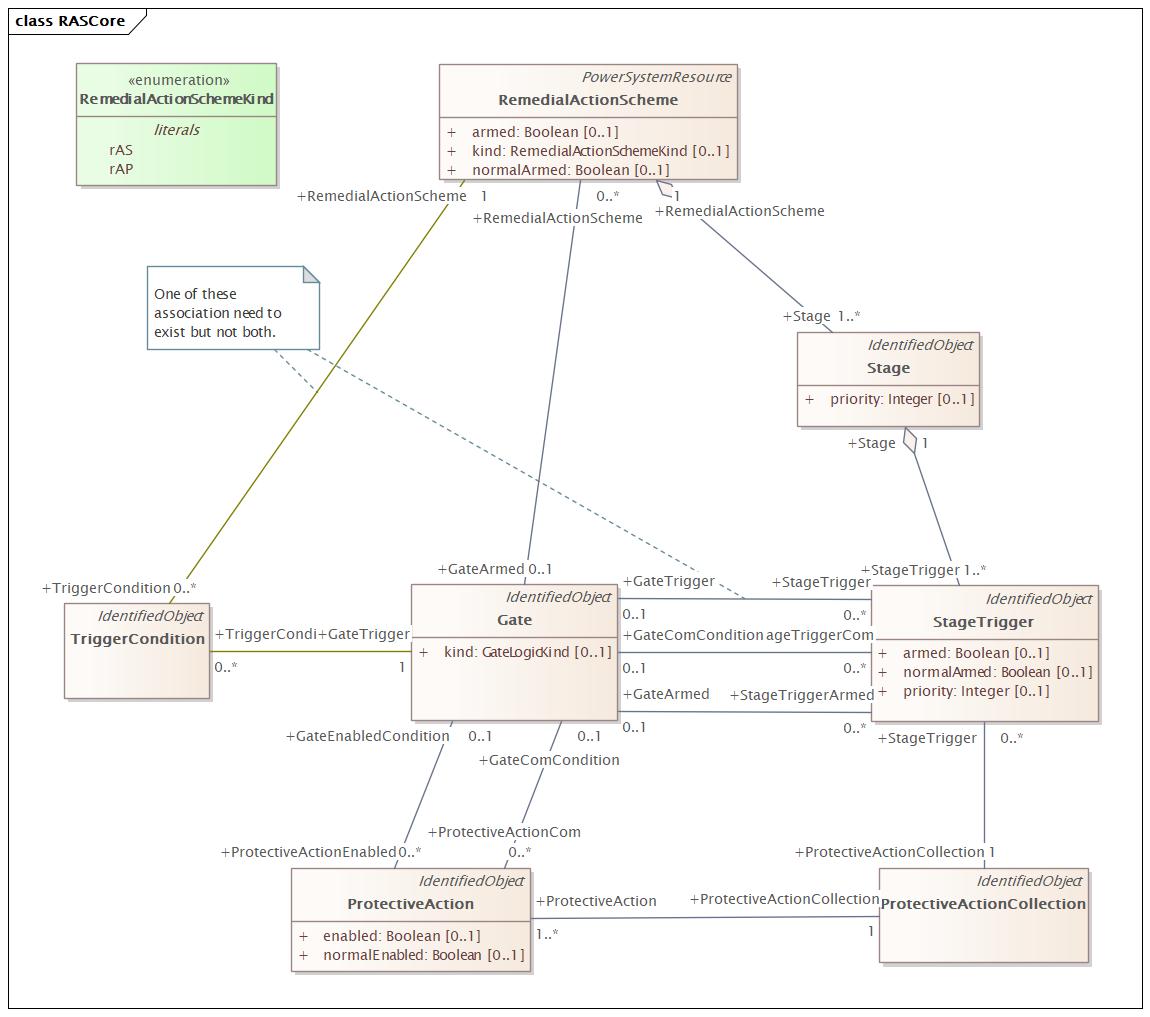 class RASCore
«enumeration»
RemedialActionSchemeKind
literals
rAS
rAP
PowerSystemResource
RemedialActionScheme
+ armed: Boolean [0..1]
+ kind: RemedialActionSchemeKind [0..1]
+ normalArmed: Boolean [0..1]
+RemedialActionScheme 1
0..*
+RemedialActionScheme
1
+RemedialActionScheme
One of these
association need to
exist but not both.
+Stage 1..*
IdentifiedObject
Stage
+ priority: Integer [0..1]
+Stage 1
+TriggerCondition 0..*
+GateArmed 0..1
+StageTrigger 1..*
IdentifiedObject
TriggerCondition
+TriggerCondi
+GateTrigger
0..*
1
IdentifiedObject
Gate
+ kind: GateLogicKind [0..1]
+GateTrigger
+StageTrigger
0..1
0..*
+GateComCondition
ageTriggerCom
0..1
0..*
+GateArmed
+StageTriggerArmed
0..1
0..*
IdentifiedObject
StageTrigger
+ armed: Boolean [0..1]
+ normalArmed: Boolean [0..1]
+ priority: Integer [0..1]
+GateEnabledCondition 0..1
0..1
+GateComCondition
+StageTrigger 0..*
+ProtectiveActionCom
+ProtectiveActionEnabled 0..*
0..*
+ProtectiveActionCollection 1
IdentifiedObject
ProtectiveAction
+ enabled: Boolean [0..1]
+ normalEnabled: Boolean [0..1]
+ProtectiveAction
+ProtectiveActionCollection
1..*
1
IdentifiedObject
ProtectiveActionCollection